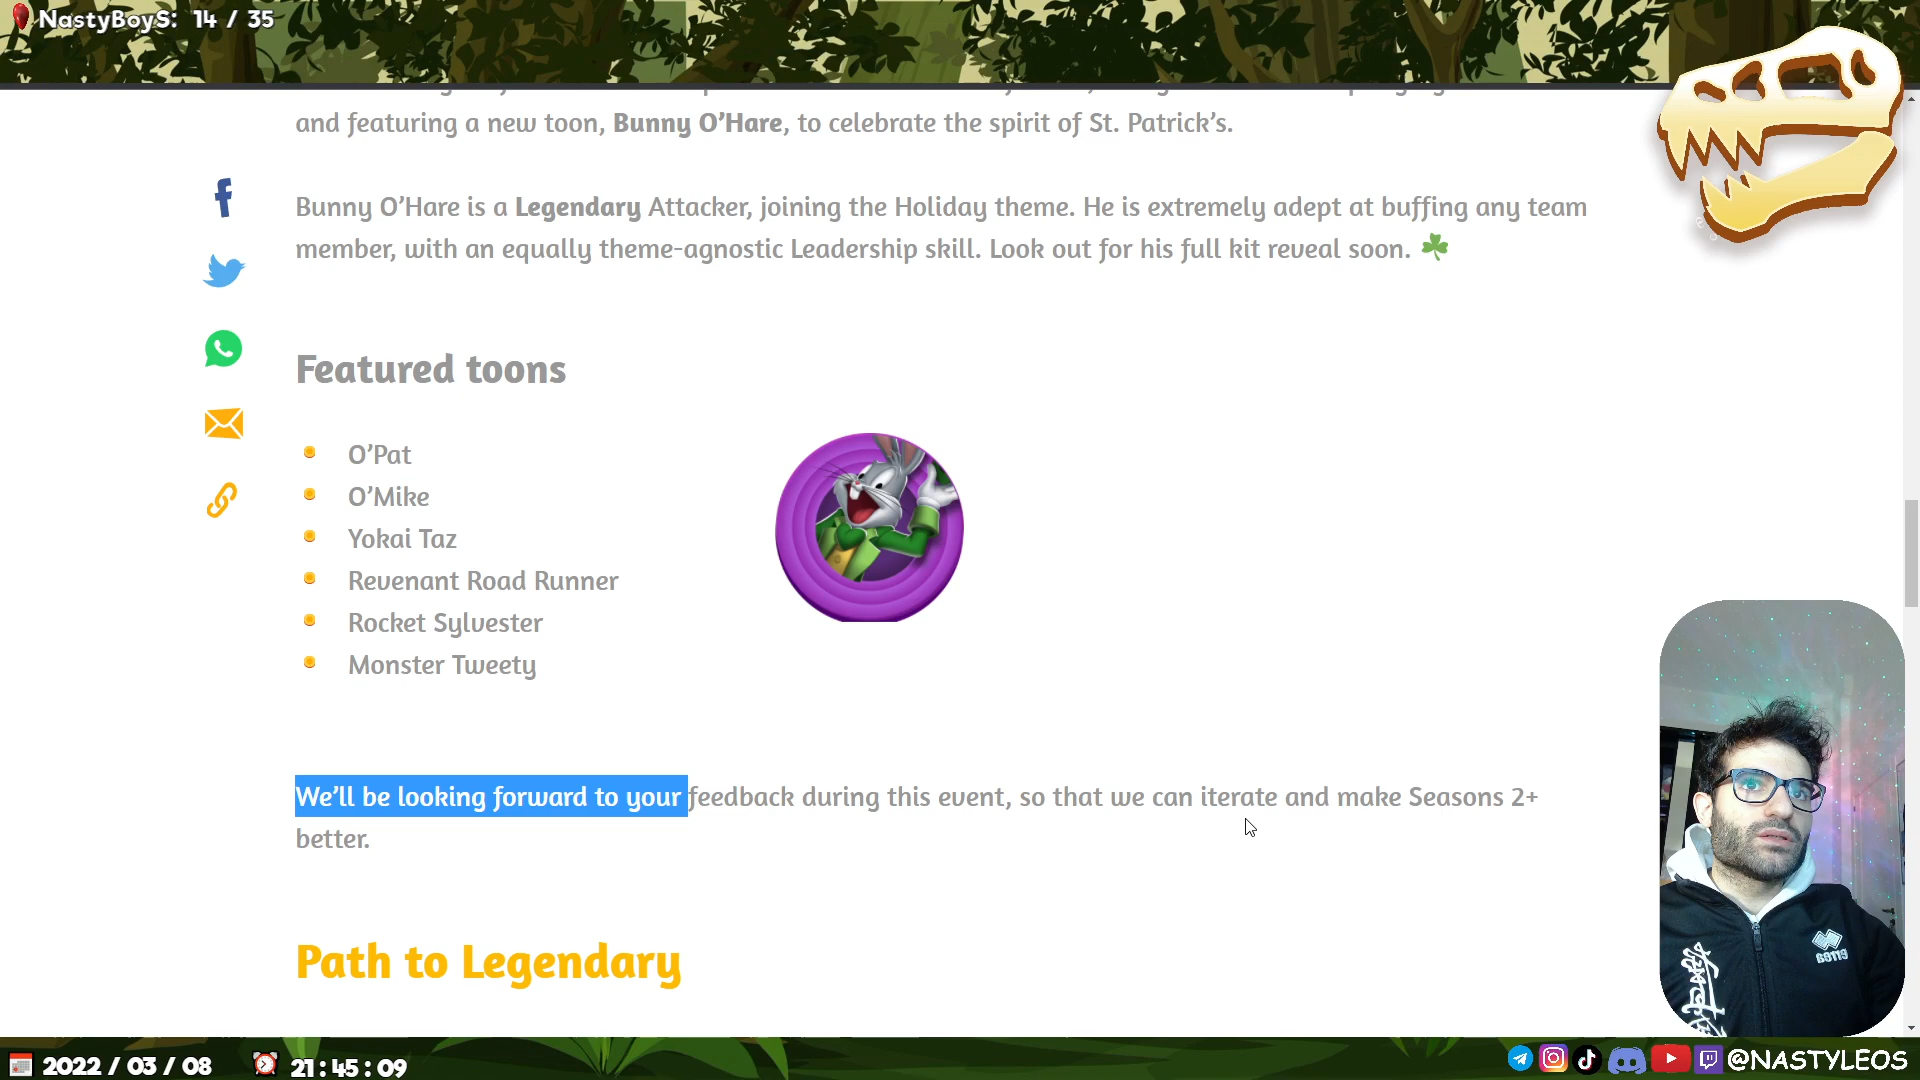 NastyBoyS: 14 / 35
and featuring a new toon, Bunny O’Hare, to celebrate the spirit of St. Patrick’s.
Bunny O’Hare is a Legendary Attacker, joining the Holiday theme. He is extremely adept at buffing any team
member, with an equally theme-agnostic Leadership skill. Look out for his full kit reveal soon. ☘
Featured toons
O’Pat
O’Mike
Yokai Taz
Revenant Road Runner
Rocket Sylvester
Monster Tweety
We’ll be looking forward to your feedback during this event, so that we can iterate and make Seasons 2+
better.
Path to Legendary
errea
2022 / 03 / 08
21:45:09
@NASTYLEOS